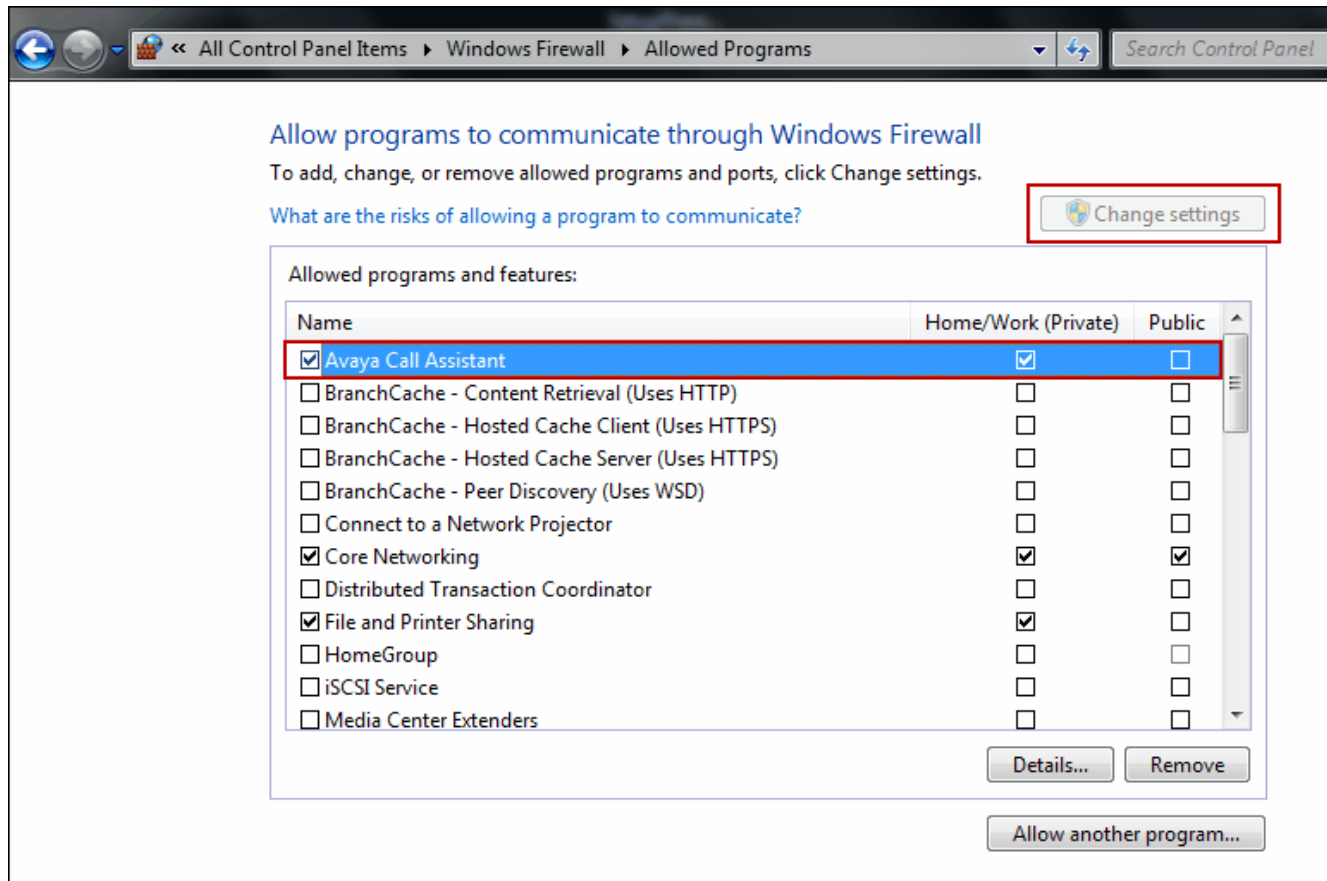 « All Control Panel Items ▸ Windows Firewall ▸ Allowed Programs Search Control Panel
Allow programs to communicate through Windows Firewall
To add, change, or remove allowed programs and ports, click Change settings.
What are the risks of allowing a program to communicate? Change settings
Allowed programs and features:
Name Home/Work (Private) Public
Avaya Call Assistant
BranchCache - Content Retrieval (Uses HTTP)
BranchCache - Hosted Cache Client (Uses HTTPS)
BranchCache - Hosted Cache Server (Uses HTTPS)
BranchCache - Peer Discovery (Uses WSD)
Connect to a Network Projector
Core Networking
Distributed Transaction Coordinator
File and Printer Sharing
HomeGroup
iSCSI Service
Media Center Extenders
Details... Remove
Allow another program...